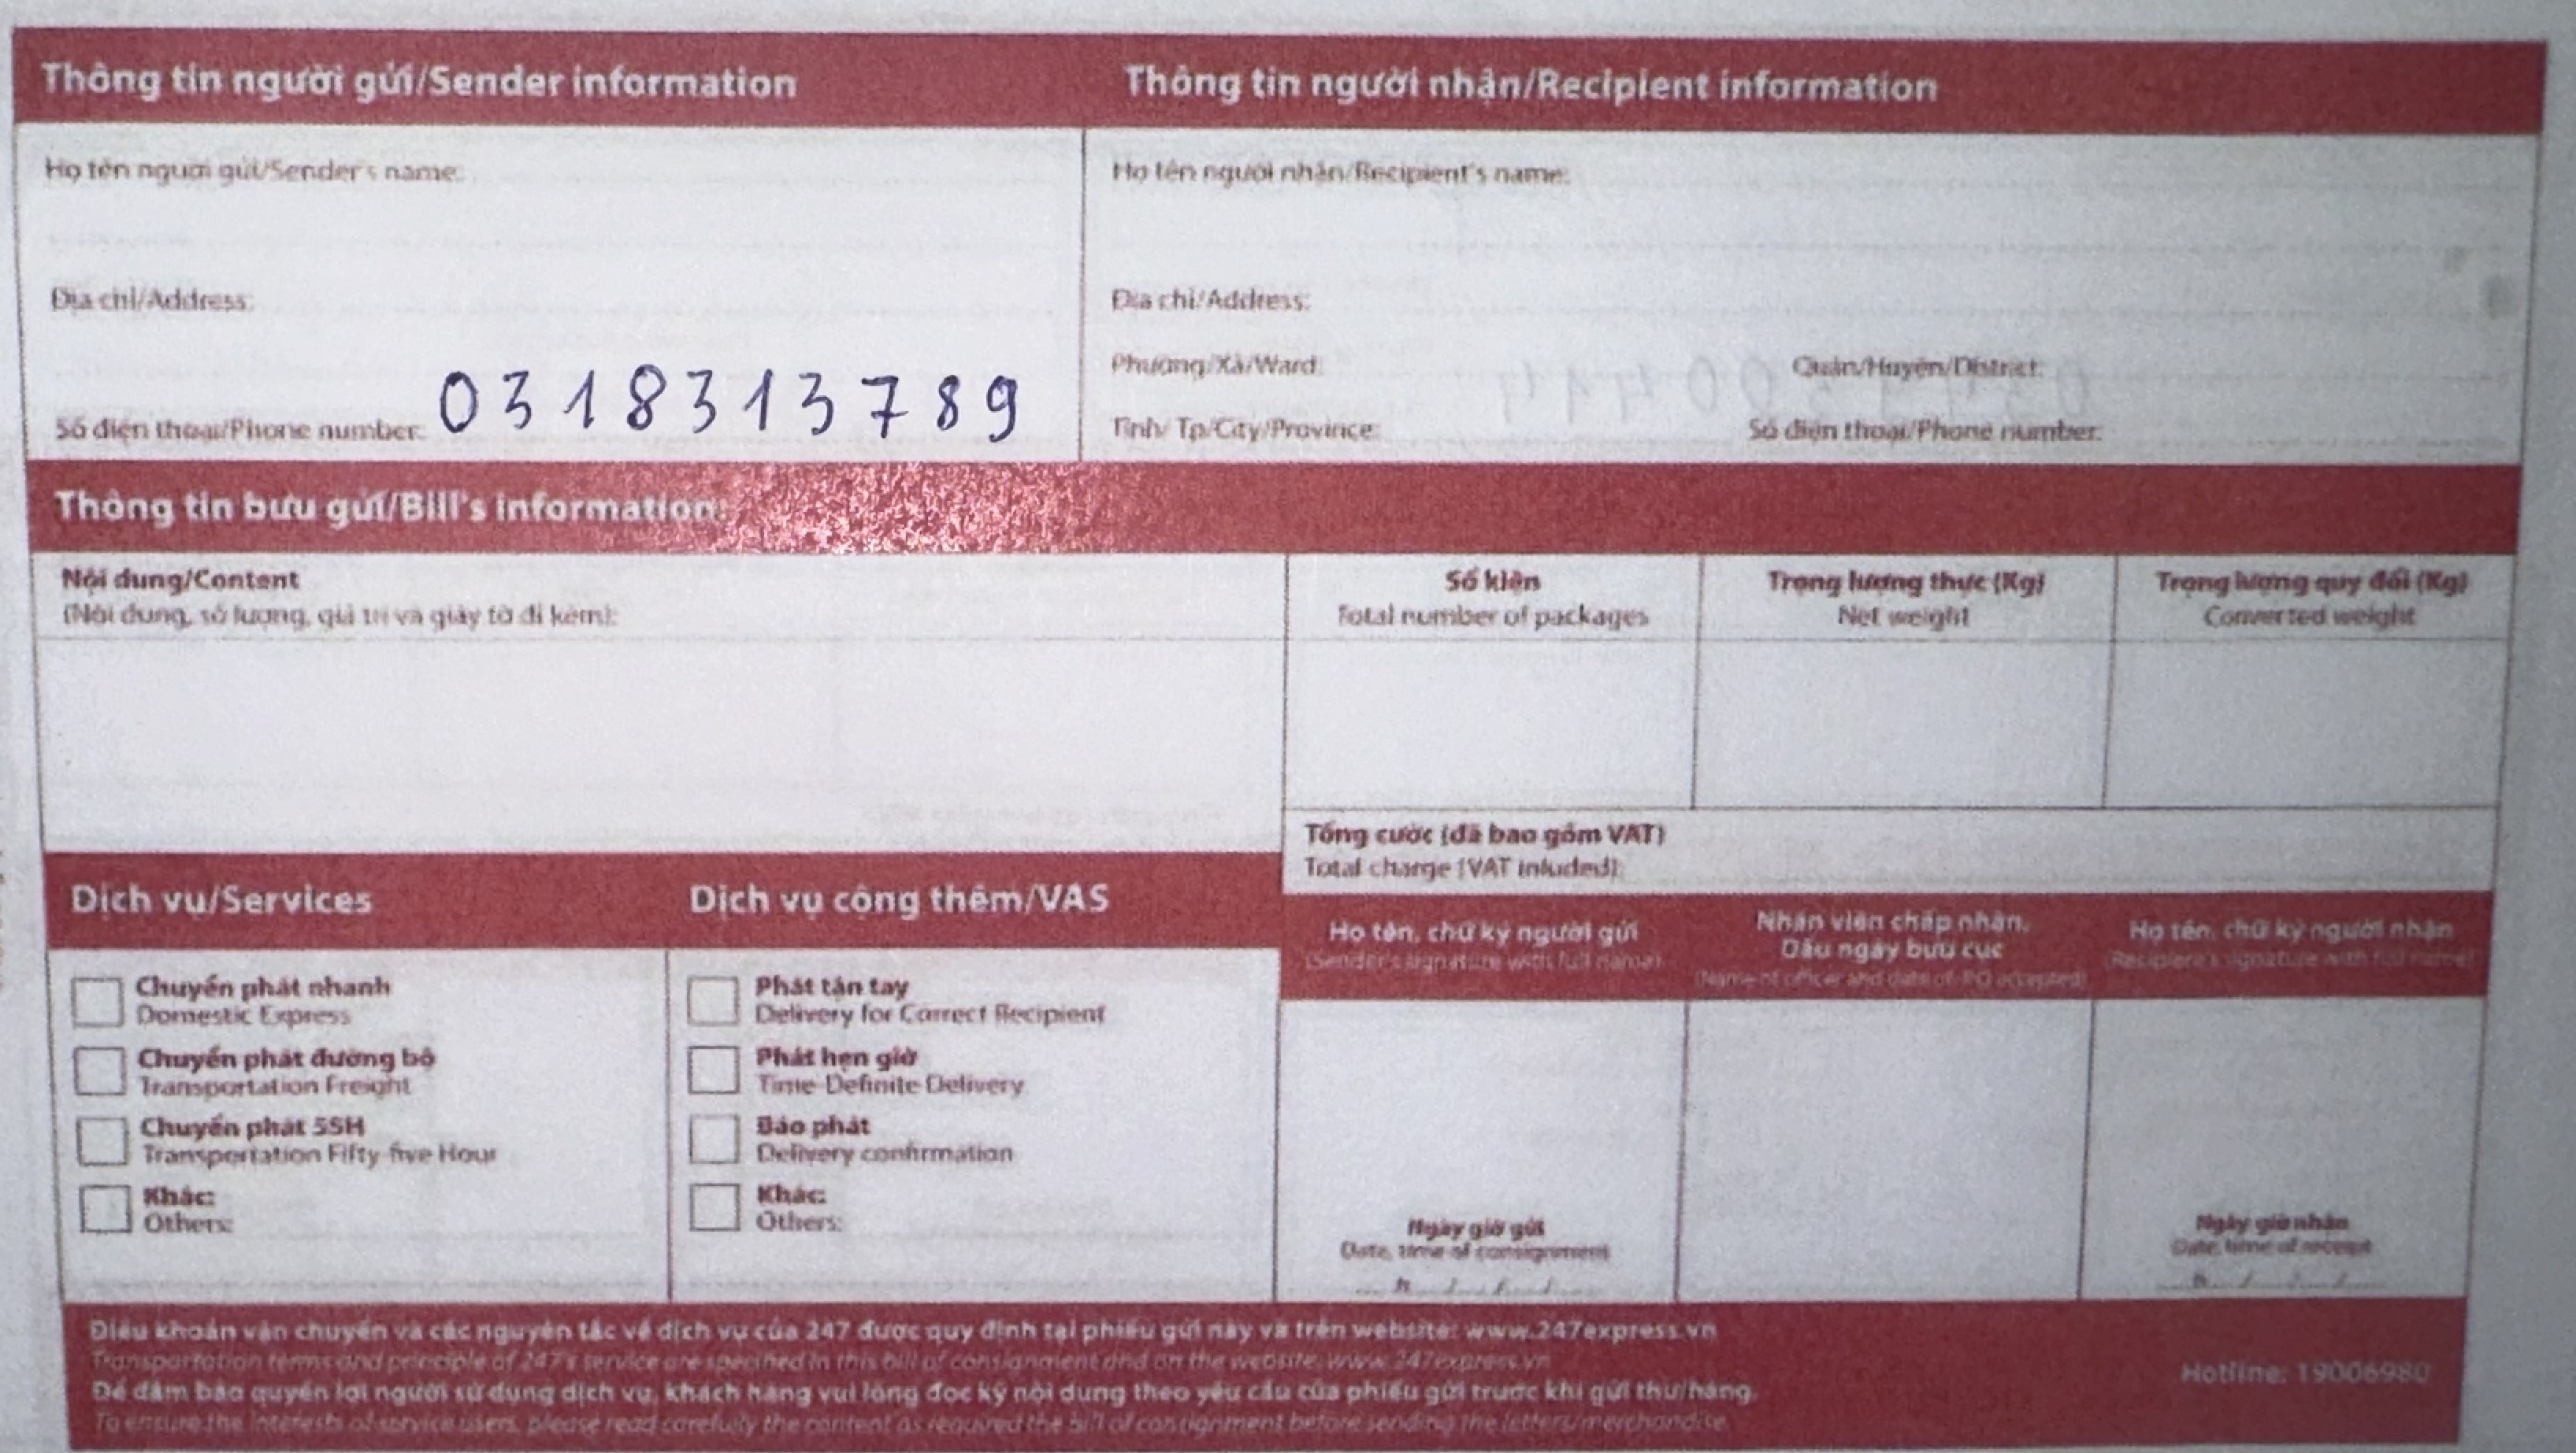 Thông tin người gửi/Sender information
Thông tin người nhận/Recipient information
Họ tên người gửi/Sender's name:
Họ tên người nhận/Recipient's name:
Địa chỉ/Address:
Địa chỉ/Address:
Phường/Xã/Ward:
Quận/Huyện/District:
Số điện thoại/Phone number: 0318313789
Tỉnh/ Tp/City/Province:
Số điện thoại/Phone number:
Thông tin bưu gửi/Bill's information:
Nội dung/Content
(Nội dung, số lượng, giá trị và giấy tờ đi kèm):
Số kiện
Total number of packages
Trọng lượng thực (Kg)
Net weight
Trọng lượng quy đổi (Kg)
Converted weight
Tổng cước (đã bao gồm VAT)
Total charge (VAT inluded):
Dịch vụ/Services
Dịch vụ cộng thêm/VAS
Họ tên, chữ ký người gửi
(Sender's signature with full name)
Nhân viên chấp nhận,
Dấu ngày bưu cục
(Name of officer and date of PO accepted)
Họ tên, chữ ký người nhận
(Recipient's signature with full name)
Chuyển phát nhanh
Domestic Express
Chuyển phát đường bộ
Transportation Freight
Chuyển phát 55H
Transportation Fifty-five Hour
Khác:
Others:
Phát tận tay
Delivery for Correct Recipient
Phát hẹn giờ
Time-Definite Delivery
Báo phát
Delivery confirmation
Khác:
Others:
Ngày giờ gửi
Date, time of consignment
Ngày giờ nhận
Date, time of receipt
Điều khoản vận chuyển và các nguyên tắc về dịch vụ của 247 được quy định tại phiếu gửi này và trên website: www.247express.vn
Transportation terms and principle of 247's service are specified in this bill of consignment and on the website: www.247express.vn
Để đảm bảo quyền lợi người sử dụng dịch vụ, khách hàng vui lòng đọc kỹ nội dung theo yêu cầu của phiếu gửi trước khi gửi thư/hàng.
To ensure the interests of service users, please read carefully the content as required the bill of consignment before sending the letters/merchandise.
Hotline: 19006980